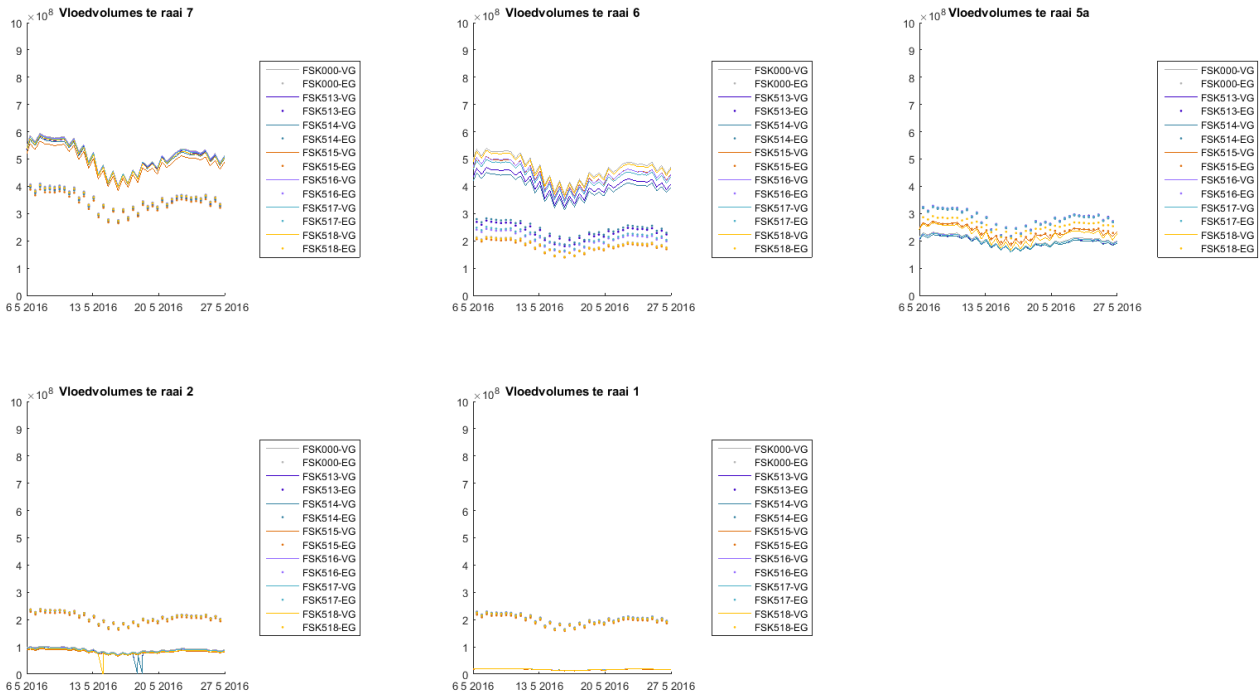 × 10⁸ Vloedvolumes te raai 7
10
9
8
7
6
5
4
3
2
1
0
6 5 2016 13 5 2016 20 5 2016 27 5 2016
FSK000-VG
FSK000-EG
FSK513-VG
FSK513-EG
FSK514-VG
FSK514-EG
FSK515-VG
FSK515-EG
FSK516-VG
FSK516-EG
FSK517-VG
FSK517-EG
FSK518-VG
FSK518-EG
× 10⁸ Vloedvolumes te raai 6
10
9
8
7
6
5
4
3
2
1
0
6 5 2016 13 5 2016 20 5 2016 27 5 2016
FSK000-VG
FSK000-EG
FSK513-VG
FSK513-EG
FSK514-VG
FSK514-EG
FSK515-VG
FSK515-EG
FSK516-VG
FSK516-EG
FSK517-VG
FSK517-EG
FSK518-VG
FSK518-EG
× 10⁸ Vloedvolumes te raai 5a
10
9
8
7
6
5
4
3
2
1
0
6 5 2016 13 5 2016 20 5 2016 27 5 2016
FSK000-VG
FSK000-EG
FSK513-VG
FSK513-EG
FSK514-VG
FSK514-EG
FSK515-VG
FSK515-EG
FSK516-VG
FSK516-EG
FSK517-VG
FSK517-EG
FSK518-VG
FSK518-EG
× 10⁸ Vloedvolumes te raai 2
10
9
8
7
6
5
4
3
2
1
0
6 5 2016 13 5 2016 20 5 2016 27 5 2016
FSK000-VG
FSK000-EG
FSK513-VG
FSK513-EG
FSK514-VG
FSK514-EG
FSK515-VG
FSK515-EG
FSK516-VG
FSK516-EG
FSK517-VG
FSK517-EG
FSK518-VG
FSK518-EG
× 10⁸ Vloedvolumes te raai 1
10
9
8
7
6
5
4
3
2
1
0
6 5 2016 13 5 2016 20 5 2016 27 5 2016
FSK000-VG
FSK000-EG
FSK513-VG
FSK513-EG
FSK514-VG
FSK514-EG
FSK515-VG
FSK515-EG
FSK516-VG
FSK516-EG
FSK517-VG
FSK517-EG
FSK518-VG
FSK518-EG